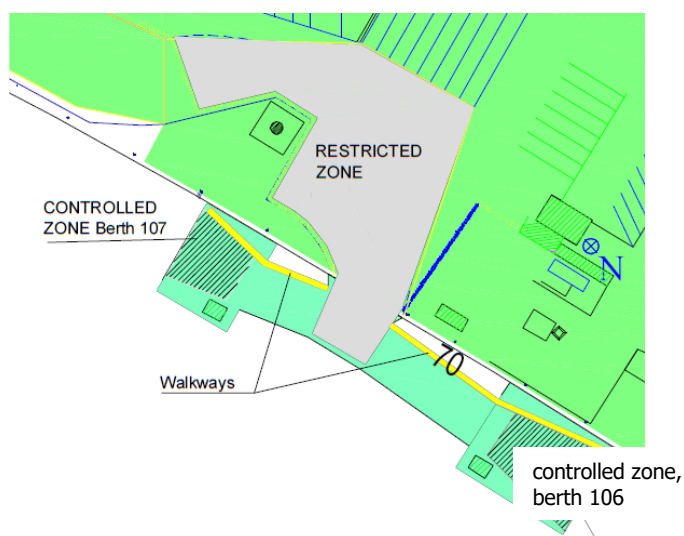 RESTRICTED
ZONE
CONTROLLED
ZONE Berth 107
N
70
Walkways
controlled zone,
berth 106